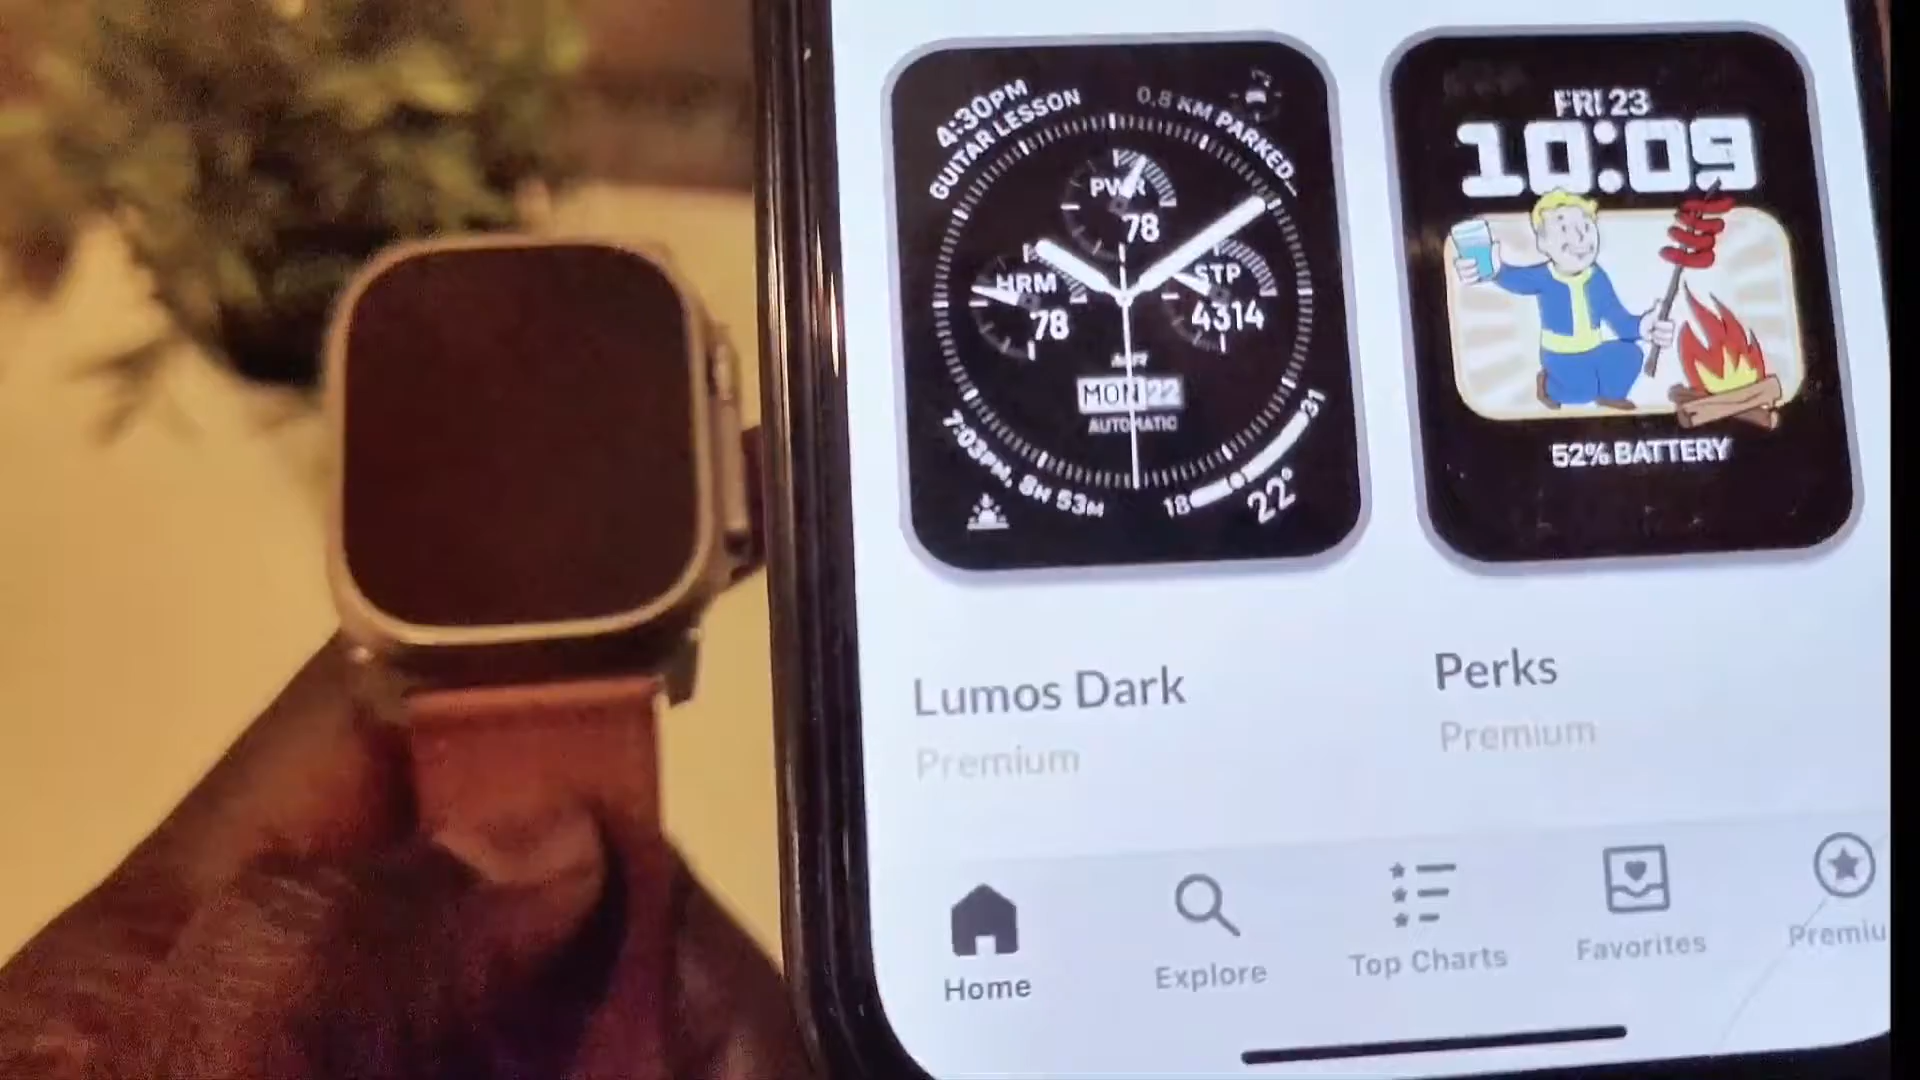 4:30PM
GUITAR LESSON
0,8 KM PARKED...
PWR
78
HRM
78
STP
4314
MON 22
AUTOMATIC
7:03PM, 8H 53M
18
31
22°
Lumos Dark
Premium
FRI 23
10:09
52% BATTERY
Perks
Premium
Home
Explore
Top Charts
Favorites
Premiu